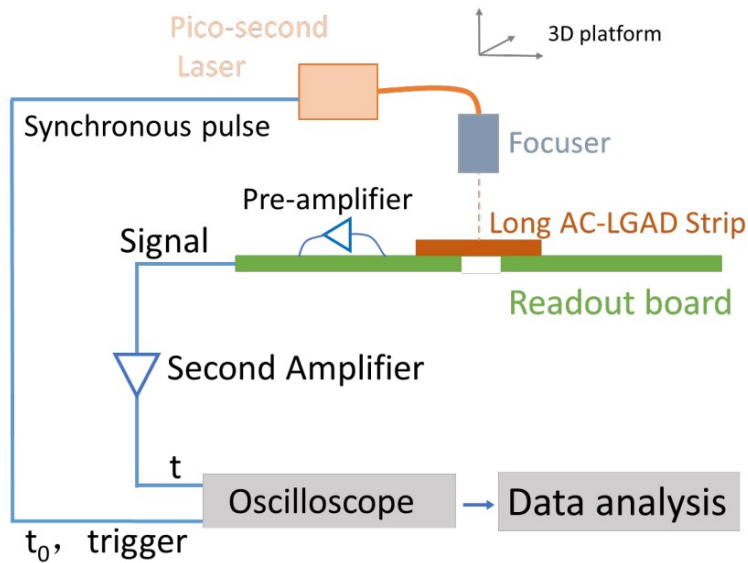 Pico-second
Laser
3D platform
Synchronous pulse
Focuser
Pre-amplifier
Long AC-LGAD Strip
Signal
Readout board
Second Amplifier
t
Oscilloscope
Data analysis
t₀, trigger